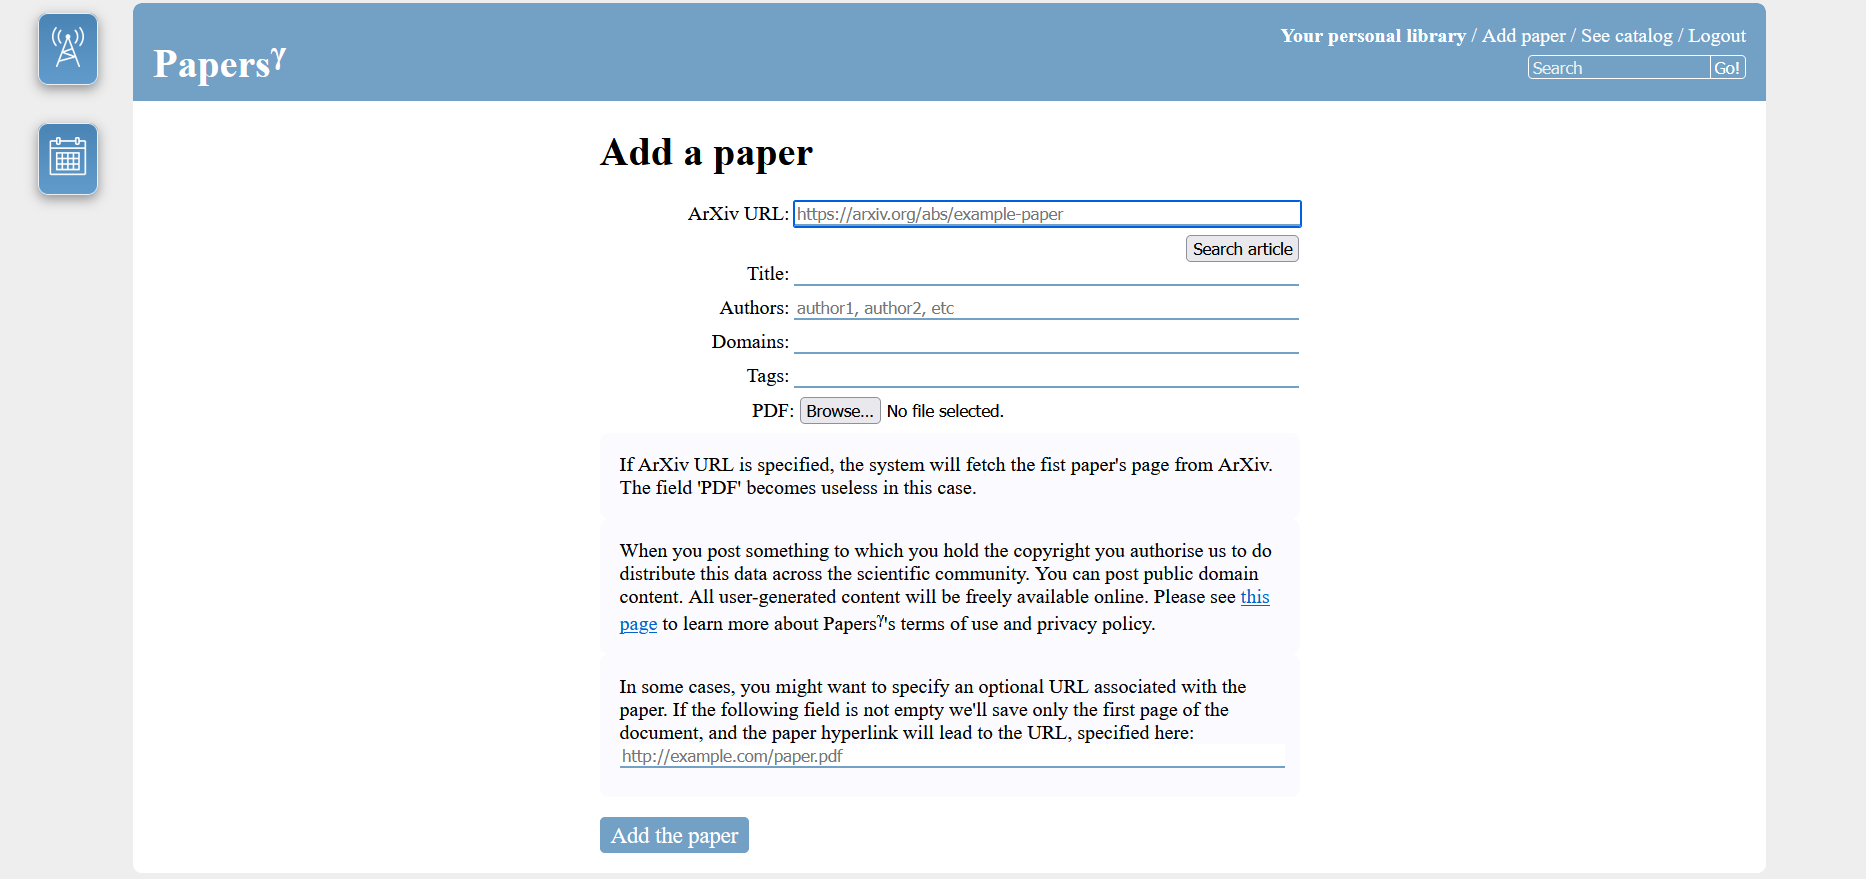 Papersγ
Your personal library / Add paper / See catalog / Logout
Search Go!
Add a paper
ArXiv URL: https://arxiv.org/abs/example-paper
Search article
Title:
Authors: author1, author2, etc
Domains:
Tags:
PDF: Browse... No file selected.
If ArXiv URL is specified, the system will fetch the fist paper's page from ArXiv.
The field 'PDF' becomes useless in this case.
When you post something to which you hold the copyright you authorise us to do
distribute this data across the scientific community. You can post public domain
content. All user-generated content will be freely available online. Please see this
page to learn more about Papersγ's terms of use and privacy policy.
In some cases, you might want to specify an optional URL associated with the
paper. If the following field is not empty we'll save only the first page of the
document, and the paper hyperlink will lead to the URL, specified here:
http://example.com/paper.pdf
Add the paper